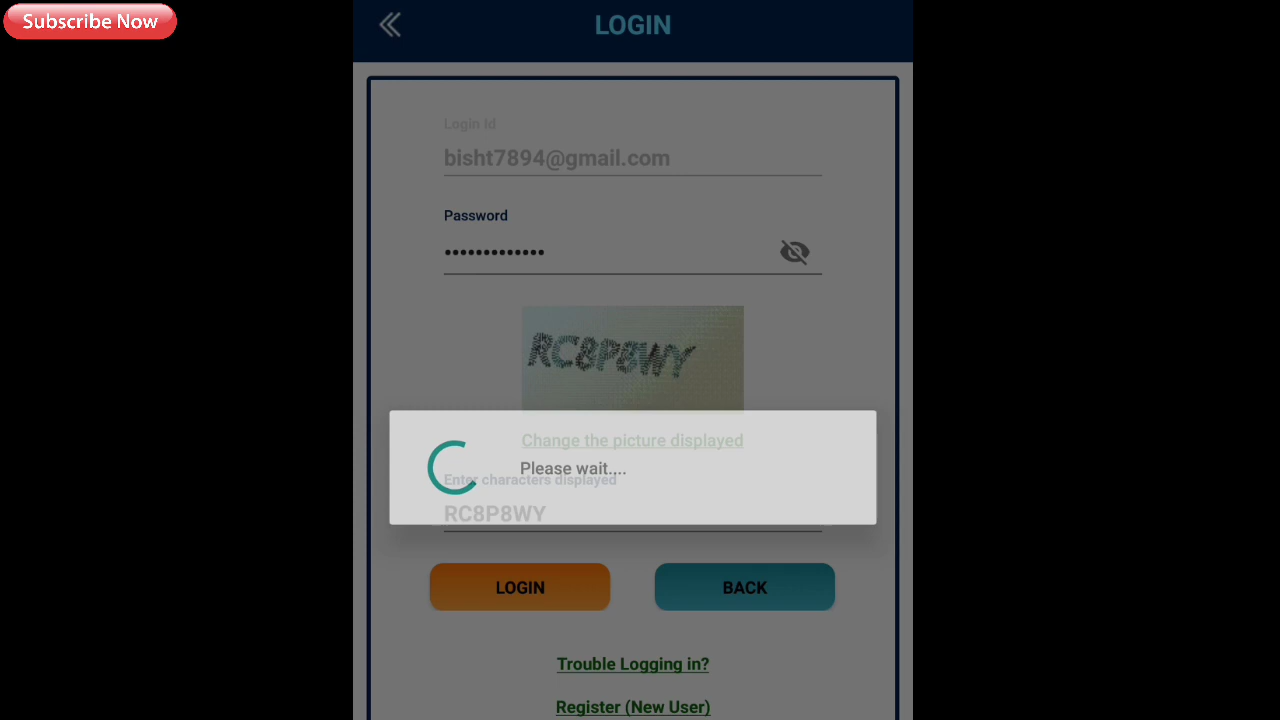 Subscribe Now
LOGIN
Login Id
bisht7894@gmail.com
Password
•••••••••••••
RC8P8WY
Change the picture displayed
Please wait....
Enter characters displayed
RC8P8WY
LOGIN
BACK
Trouble Logging in?
Register (New User)